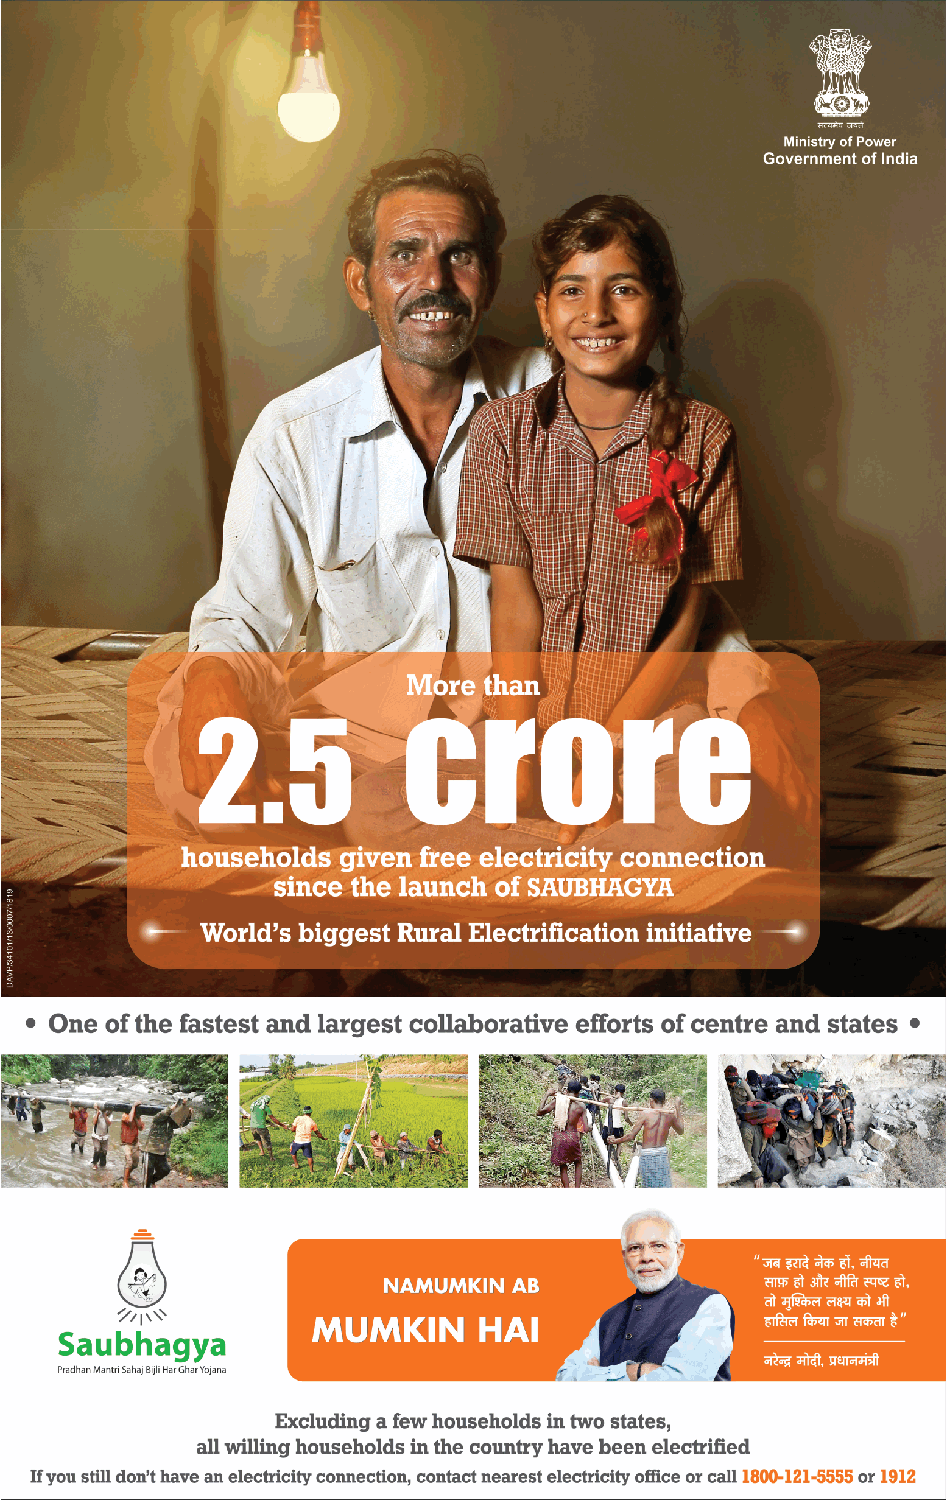 सत्यमेव जयते
Ministry of Power
Government of India
More than
2.5 crore
households given free electricity connection
since the launch of SAUBHAGYA
World's biggest Rural Electrification initiative
DAVP/34101/19/0007/1819
• One of the fastest and largest collaborative efforts of centre and states •
Saubhagya
Pradhan Mantri Sahaj Bijli Har Ghar Yojana
NAMUMKIN AB
MUMKIN HAI
“जब इरादे नेक हों, नीयत
साफ़ हो और नीति स्पष्ट हो,
तो मुश्किल लक्ष्य को भी
हासिल किया जा सकता है”
नरेन्द्र मोदी, प्रधानमंत्री
Excluding a few households in two states,
all willing households in the country have been electrified
If you still don't have an electricity connection, contact nearest electricity office or call 1800-121-5555 or 1912